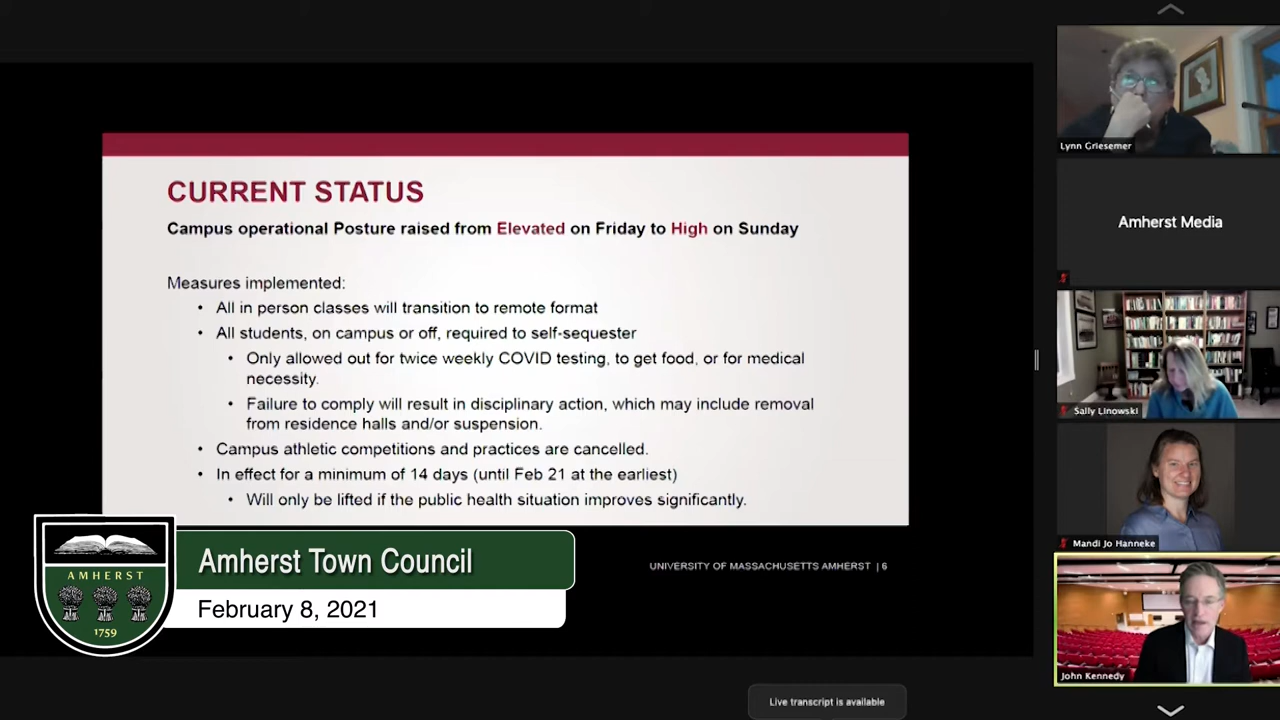 CURRENT STATUS
Campus operational Posture raised from Elevated on Friday to High on Sunday
Measures implemented:
• All in person classes will transition to remote format
• All students, on campus or off, required to self-sequester
• Only allowed out for twice weekly COVID testing, to get food, or for medical
necessity.
• Failure to comply will result in disciplinary action, which may include removal
from residence halls and/or suspension.
• Campus athletic competitions and practices are cancelled.
• In effect for a minimum of 14 days (until Feb 21 at the earliest)
• Will only be lifted if the public health situation improves significantly.
UNIVERSITY OF MASSACHUSETTS AMHERST | 6
AMHERST
1759
Amherst Town Council
February 8, 2021
Live transcript is available
Lynn Griesemer
Amherst Media
Sally Linowski
Mandi Jo Hanneke
John Kennedy